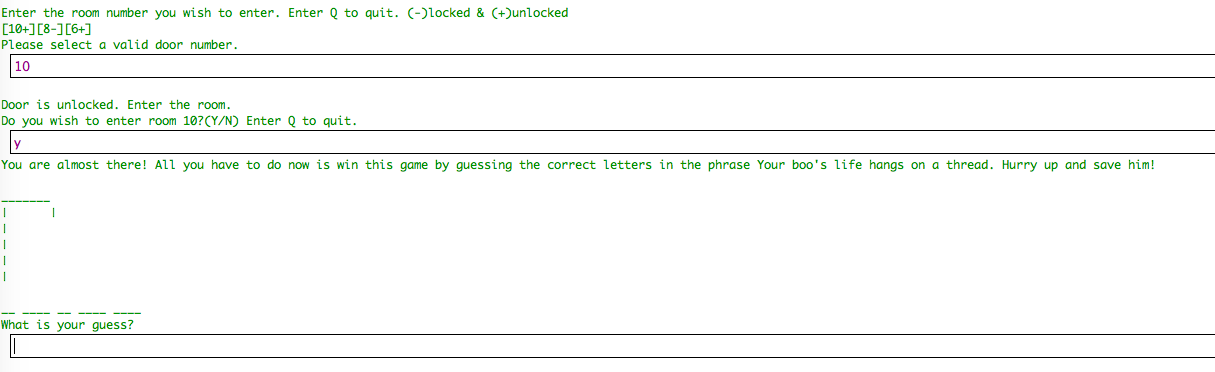 Enter the room number you wish to enter. Enter Q to quit. (-)locked & (+)unlocked
[10+][8-][6+]
Please select a valid door number.
10
Door is unlocked. Enter the room.
Do you wish to enter room 10?(Y/N) Enter Q to quit.
y
You are almost there! All you have to do now is win this game by guessing the correct letters in the phrase Your boo's life hangs on a thread. Hurry up and save him!
_______
|      |
|
|
|
|
__ ____ __ ____ ____
What is your guess?